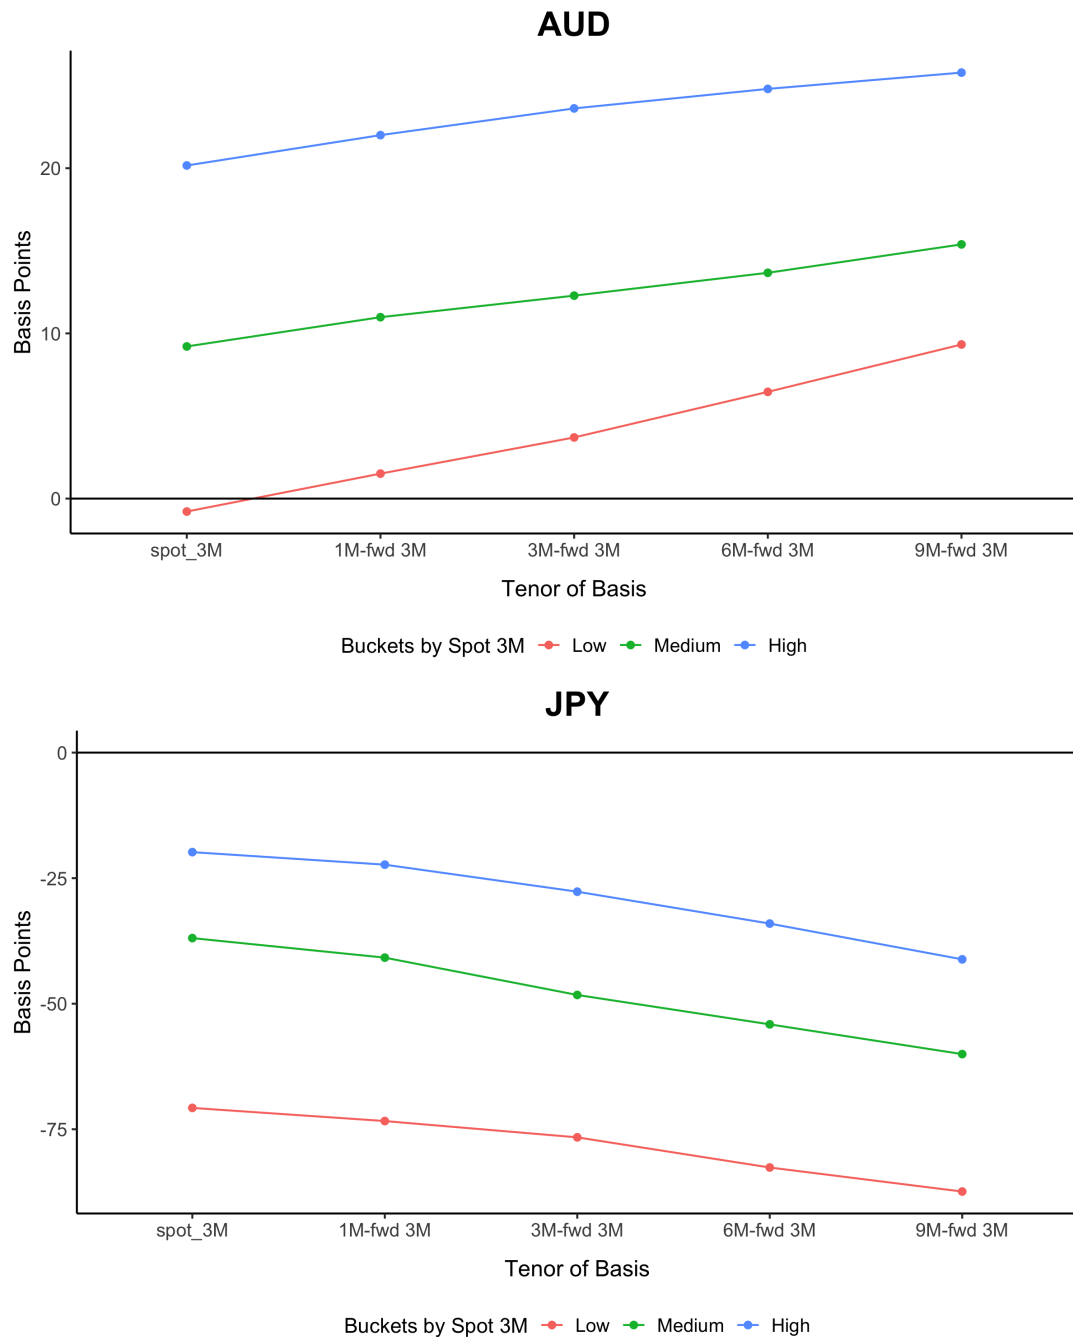 AUD
20
10
0
Basis Points
spot_3M 1M-fwd 3M 3M-fwd 3M 6M-fwd 3M 9M-fwd 3M
Tenor of Basis
Buckets by Spot 3M Low Medium High
JPY
0
-25
-50
-75
Basis Points
spot_3M 1M-fwd 3M 3M-fwd 3M 6M-fwd 3M 9M-fwd 3M
Tenor of Basis
Buckets by Spot 3M Low Medium High